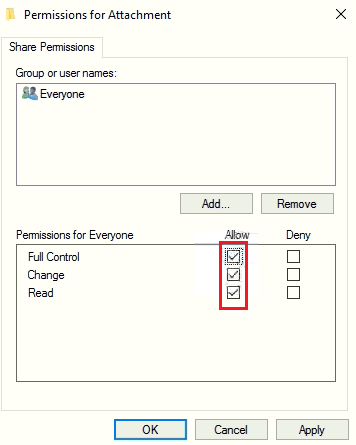 Permissions for Attachment
Share Permissions
Group or user names:
Everyone
Add...
Remove
Permissions for Everyone
Allow
Deny
Full Control
Change
Read
OK
Cancel
Apply